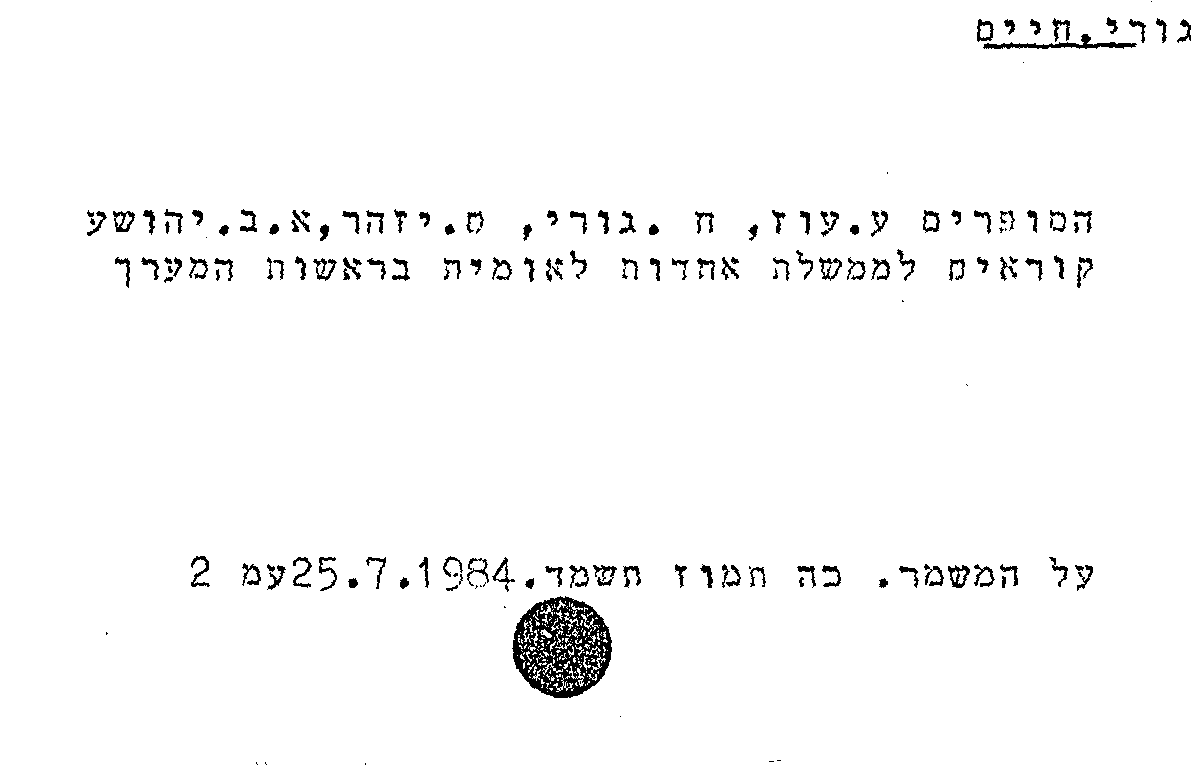 גורי.חיים
הסופרים ע.עוז, ח .גורי, ס.יזהר,א.ב.יהושע
קוראים לממשלת אחדות לאומית בראשות המערך
על המשמר. כה תמוז תשמד.25.7.1984עמ 2